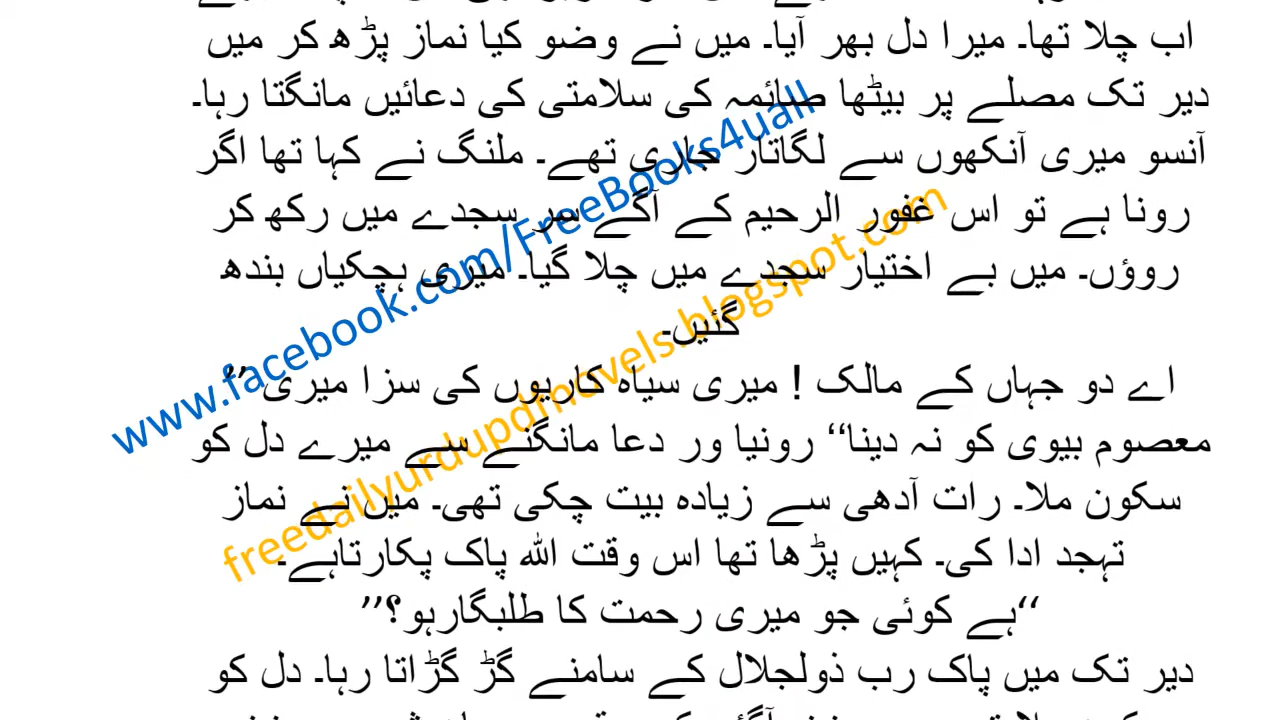 اب چلا تھا۔ میرا دل بھر آیا۔ میں نے وضو کیا نماز پڑھ کر میں
دیر تک مصلے پر بیٹھا صائمہ کی سلامتی کی دعائیں مانگتا رہا۔
آنسو میری آنکھوں سے لگاتار جاری تھے۔ ملنگ نے کہا تھا اگر
رونا ہے تو اس غفور الرحیم کے آگے سر سجدے میں رکھ کر
روؤں۔ میں بے اختیار سجدے میں چلا گیا۔ میری ہچکیاں بندھ
گئیں۔
”اے دو جہاں کے مالک ! میری سیاہ کاریوں کی سزا میری
معصوم بیوی کو نہ دینا“ رونیا ور دعا مانگنے سے میرے دل کو
سکون ملا۔ رات آدھی سے زیادہ بیت چکی تھی۔ میں نے نماز
تہجد ادا کی۔ کہیں پڑھا تھا اس وقت اللہ پاک پکارتاہے۔
“ہے کوئی جو میری رحمت کا طلبگارہو؟”
دیر تک میں پاک رب ذولجلال کے سامنے گڑ گڑاتا رہا۔ دل کو
www.facebook.com/FreeBooks4uall
freedailyurdupdfnovels.blogspot.com